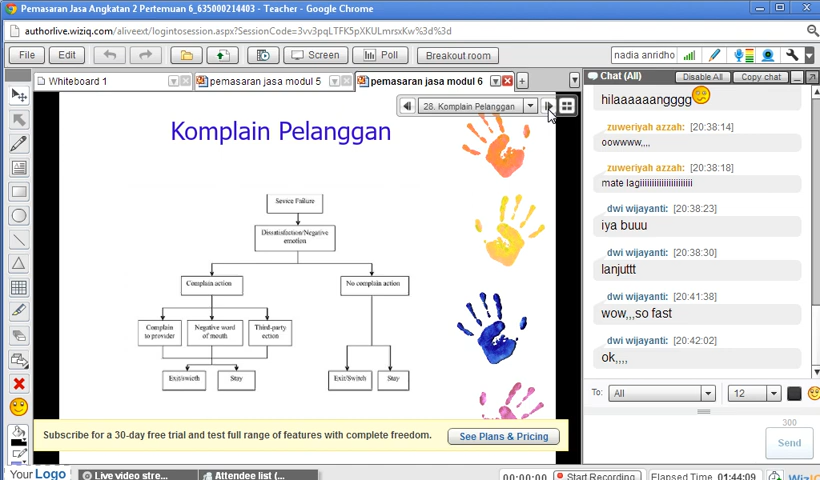 Pemasaran Jasa Angkatan 2 Pertemuan 6_635000214403 - Teacher - Google Chrome
authorlive.wiziq.com/aliveext/logintosession.aspx?SessionCode=3vv3pqLTFK5pXKULmrsxKw%3d%3d
File Edit Screen Poll Breakout room nadia anridho
Whiteboard 1 pemasaran jasa modul 5 pemasaran jasa modul 6
28. Komplain Pelanggan
Komplain Pelanggan
Sevice Failure
Dissatisfaction/Negative
emotion
Complain action No complain action
Complain
to provider
Negative word
of mouth
Third-party
Exit/swicth Stay Exit/Switch Stay
Subscribe for a 30-day free trial and test full range of features with complete freedom. See Plans & Pricing
Your Logo Live video stre... Attendee list (... 00:00:00 Start Recording Elapsed Time: 01:44:09
Chat (All) Disable All Copy chat
hilaaaaaangggg
zuweriyah azzah: [20:38:14]
oowwww,,,,
zuweriyah azzah: [20:38:18]
mate lagiiiiiiiiiiiiiiiiiiiiiii
dwi wijayanti: [20:38:23]
iya buuu
dwi wijayanti: [20:38:30]
lanjuttt
dwi wijayanti: [20:41:38]
wow,,,so fast
dwi wijayanti: [20:42:02]
ok,,,,
To: All 12
300
Send